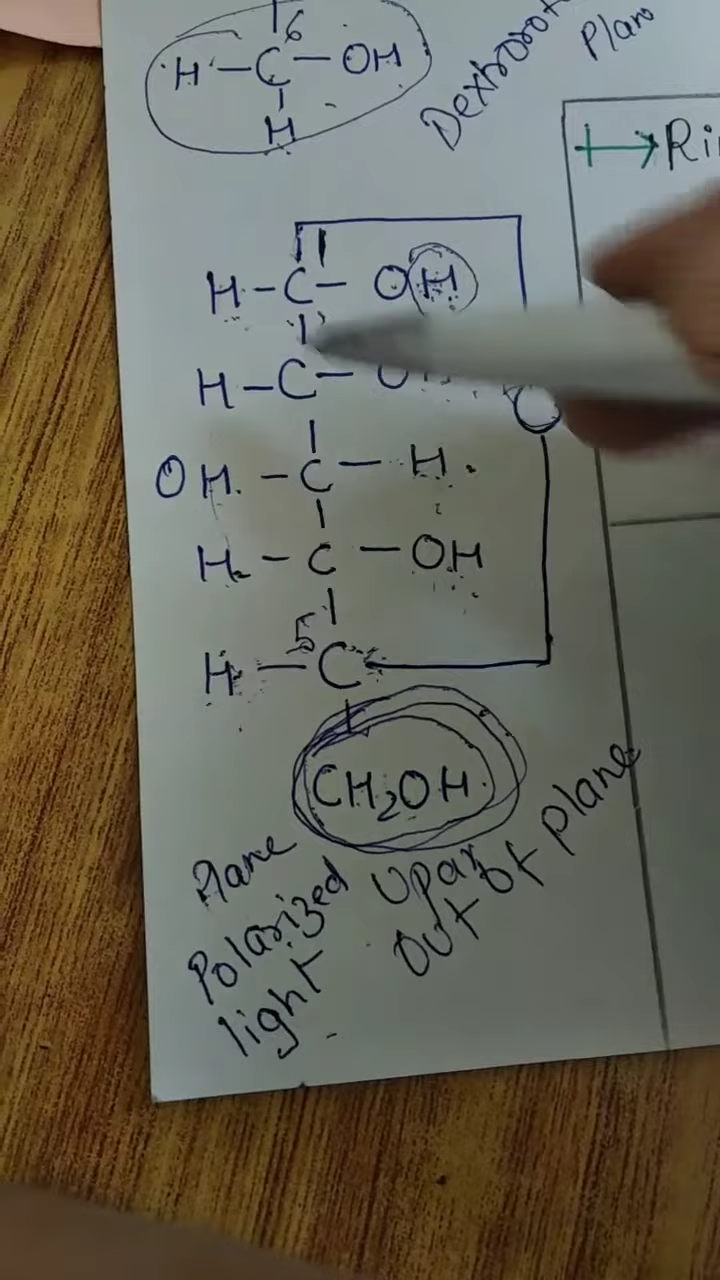 6
H – C – OH
H
Dextrorot
Plan
Ri
1
H – C – OH
H – C –
OH – C – H
H – C – OH
5
H – C
CH₂OH
Plane
Polarized
light
Upar
Out of plane